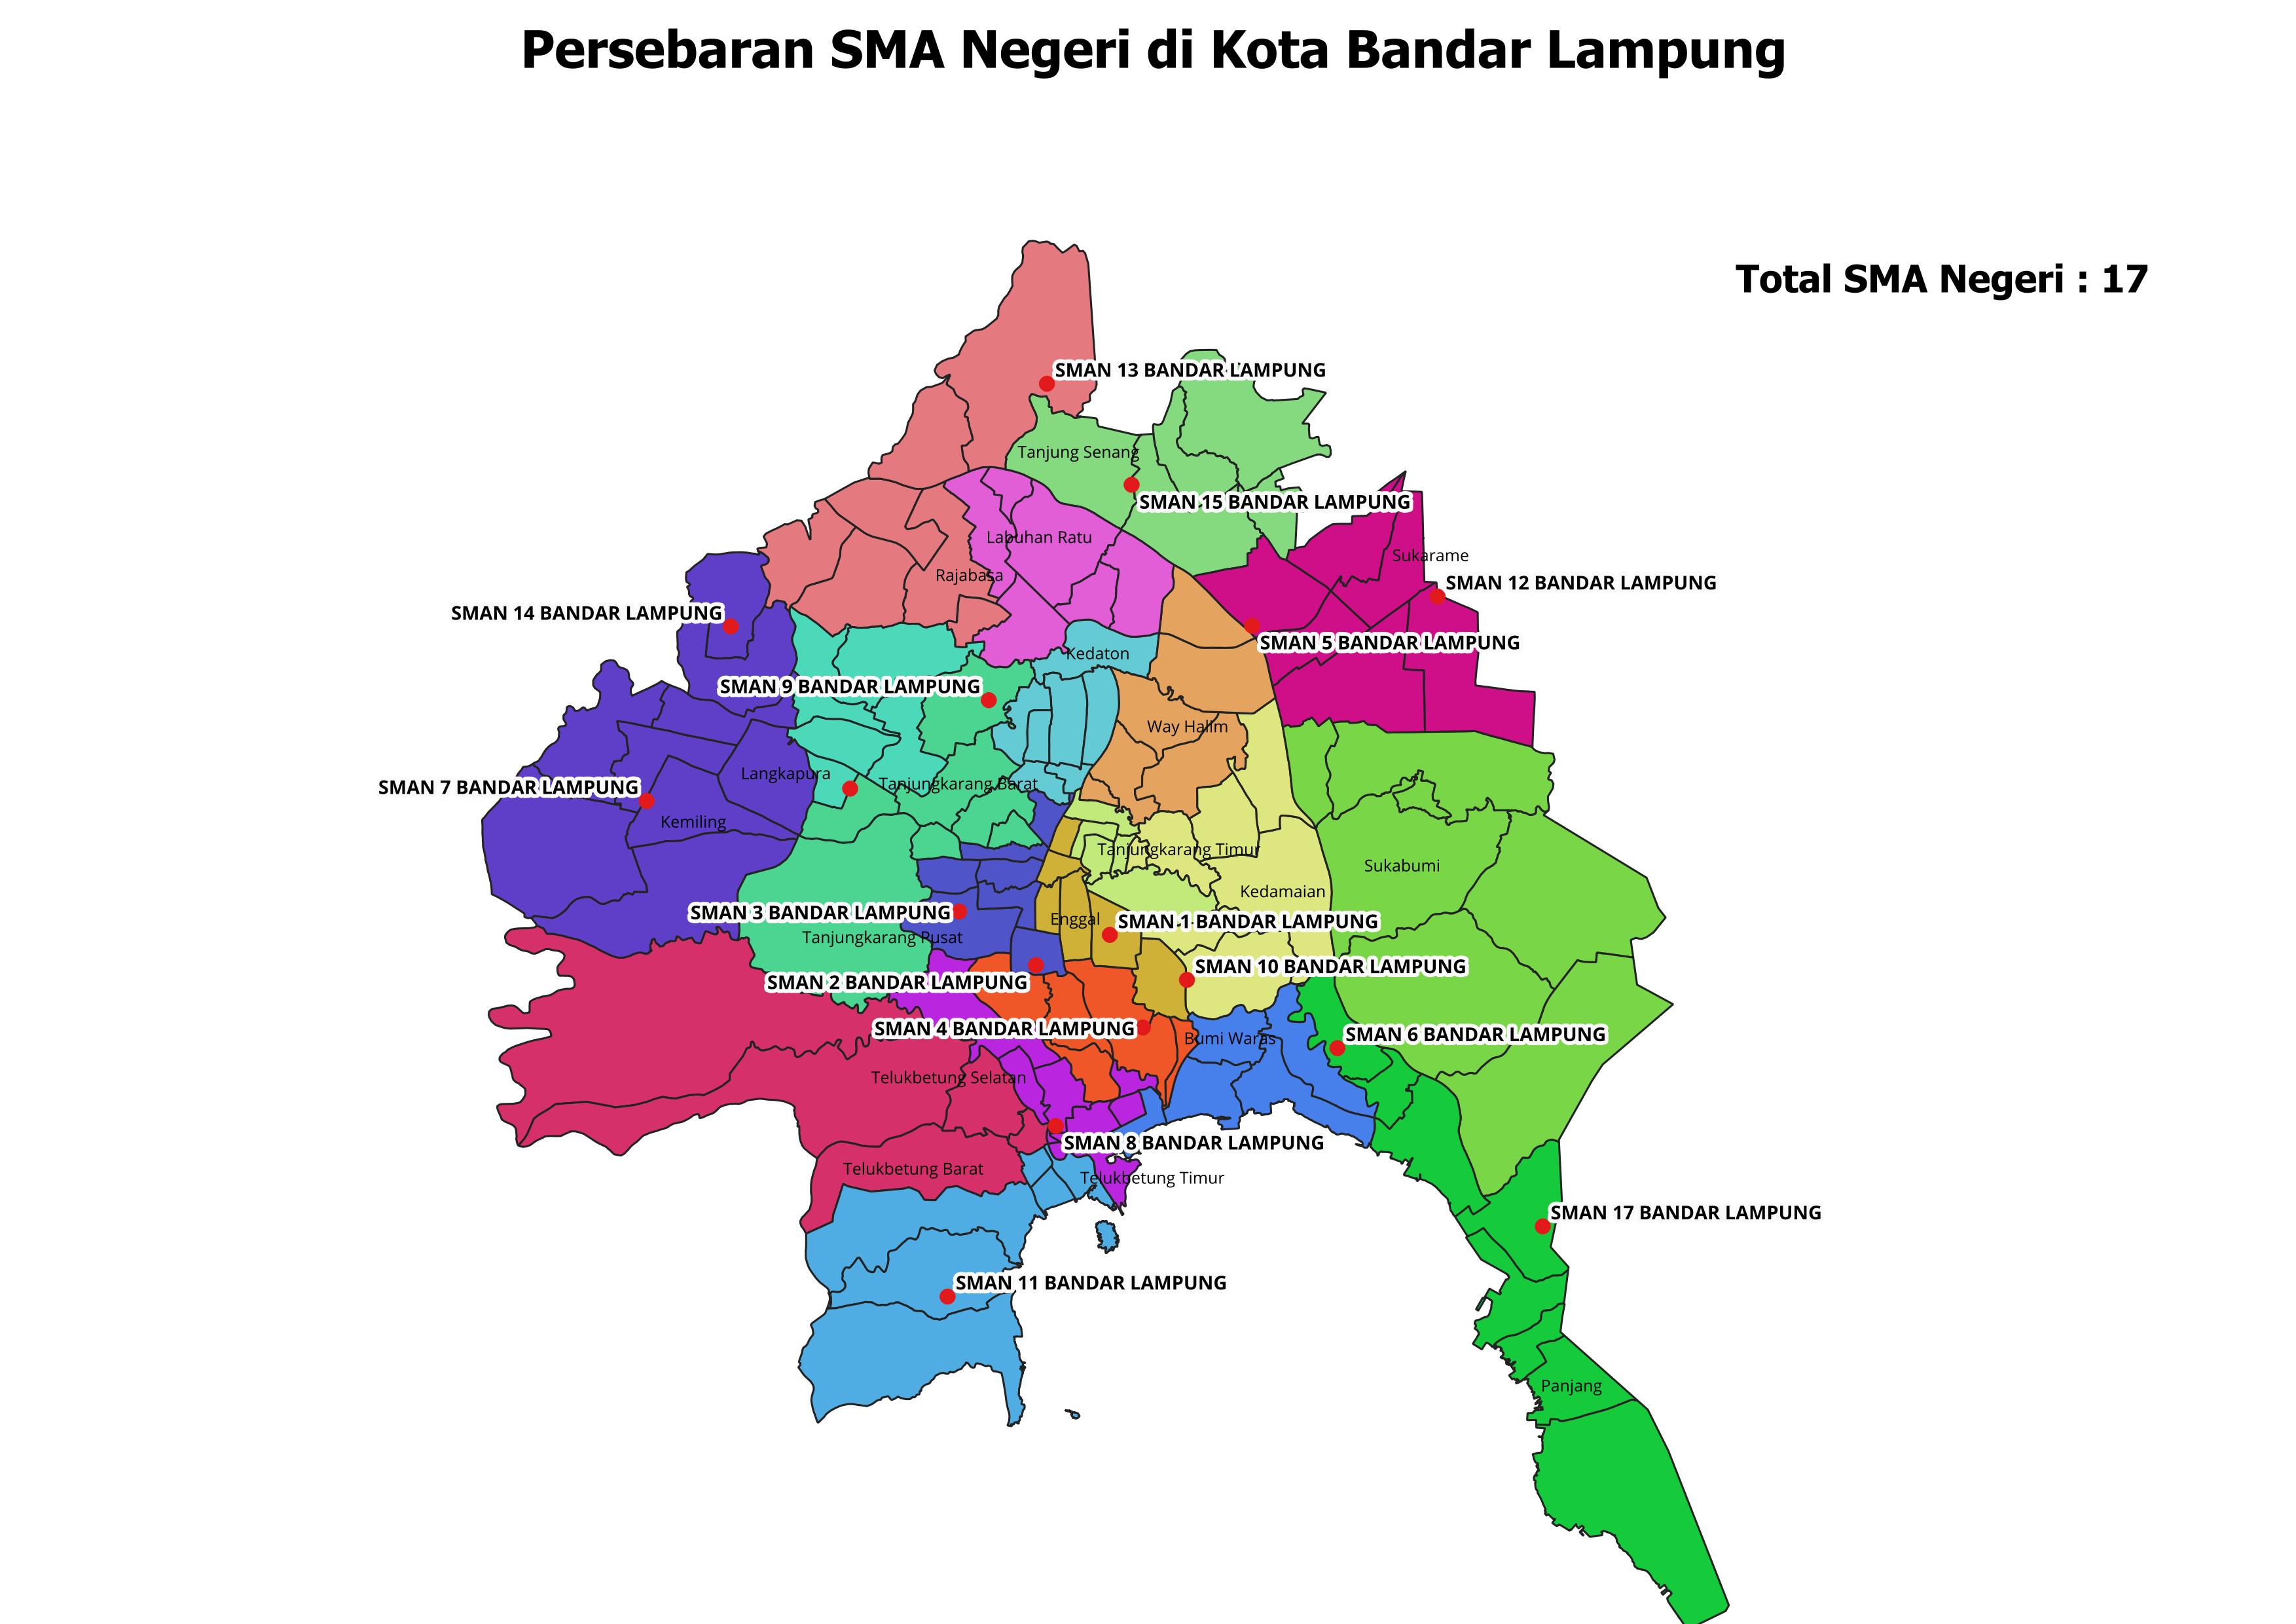 Persebaran SMA Negeri di Kota Bandar Lampung
Total SMA Negeri : 17
SMAN 13 BANDAR LAMPUNG
Tanjung Senang
SMAN 15 BANDAR LAMPUNG
Labuhan Ratu
Sukarame
Rajabasa
SMAN 12 BANDAR LAMPUNG
SMAN 14 BANDAR LAMPUNG
SMAN 5 BANDAR LAMPUNG
Kedaton
SMAN 9 BANDAR LAMPUNG
Way Halim
Langkapura
Tanjungkarang Barat
SMAN 7 BANDAR LAMPUNG
Kemiling
Tanjungkarang Timur
Sukabumi
Kedamaian
SMAN 3 BANDAR LAMPUNG
Enggal
SMAN 1 BANDAR LAMPUNG
Tanjungkarang Pusat
SMAN 10 BANDAR LAMPUNG
SMAN 2 BANDAR LAMPUNG
SMAN 4 BANDAR LAMPUNG
Bumi Waras
SMAN 6 BANDAR LAMPUNG
Telukbetung Selatan
SMAN 8 BANDAR LAMPUNG
Telukbetung Barat
Telukbetung Timur
SMAN 17 BANDAR LAMPUNG
SMAN 11 BANDAR LAMPUNG
Panjang